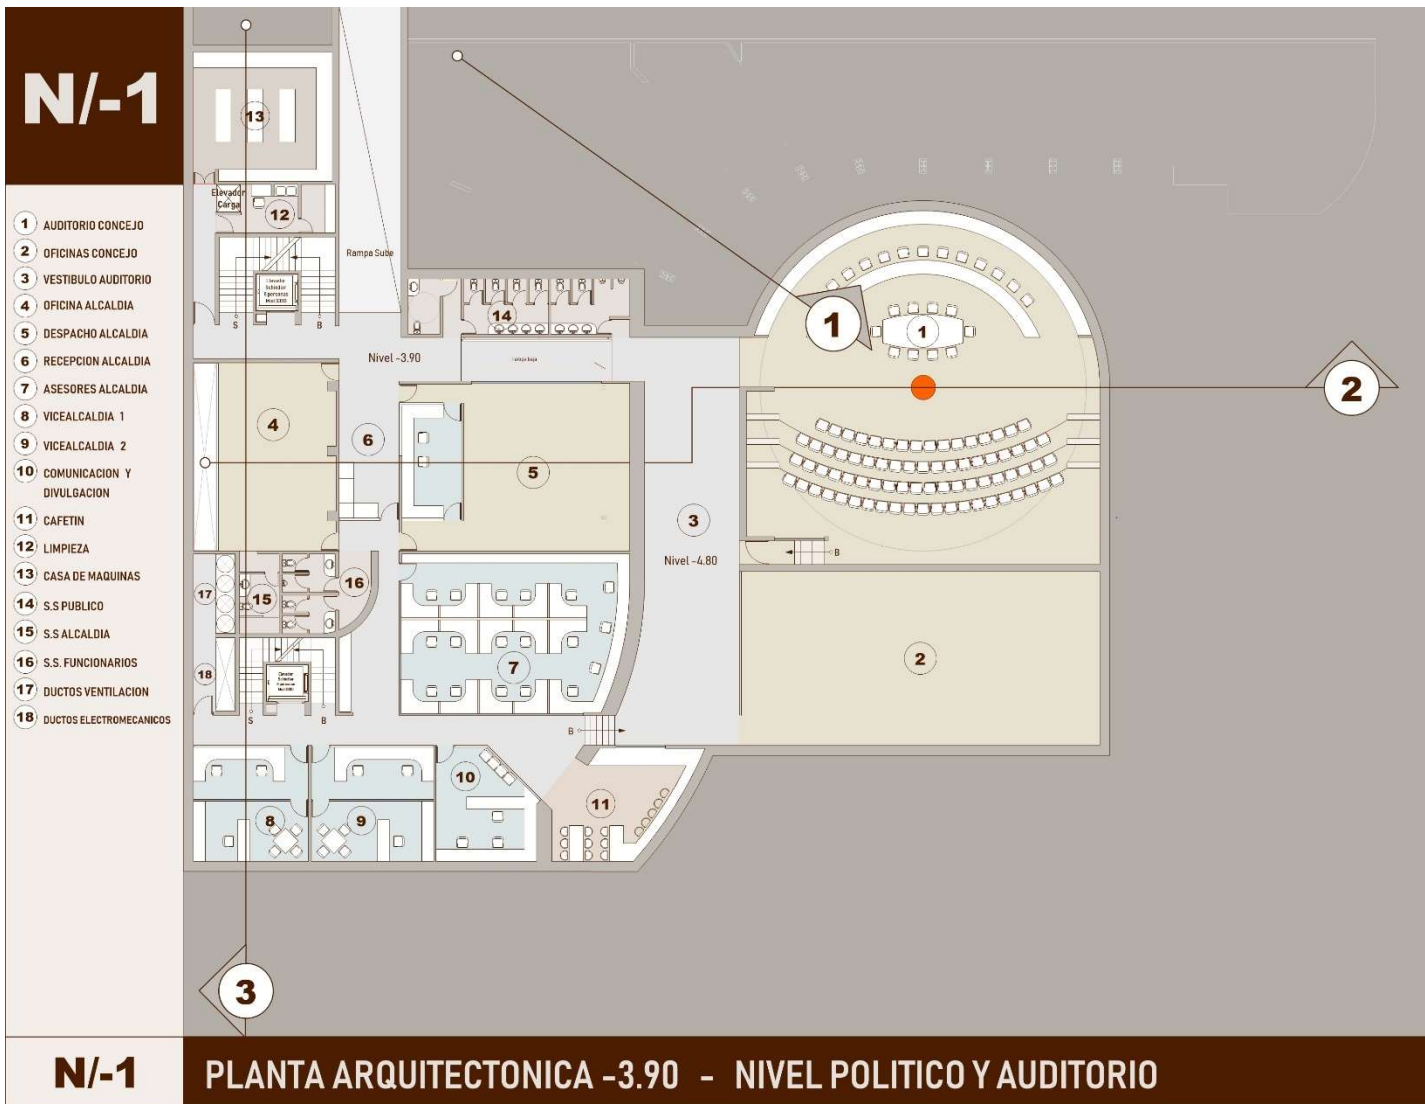 N/-1
1 AUDITORIO CONCEJO
2 OFICINAS CONCEJO
3 VESTIBULO AUDITORIO
4 OFICINA ALCALDIA
5 DESPACHO ALCALDIA
6 RECEPCION ALCALDIA
7 ASESORES ALCALDIA
8 VICEALCALDIA 1
9 VICEALCALDIA 2
10 COMUNICACION Y
DIVULGACION
11 CAFETIN
12 LIMPIEZA
13 CASA DE MAQUINAS
14 S.S PUBLICO
15 S.S ALCALDIA
16 S.S. FUNCIONARIOS
17 DUCTOS VENTILACION
18 DUCTOS ELECTROMECANICOS
13
Elevador
Carga
12
Rampa Sube
S
B
14
1
1
2
Nivel -3.90
4
6
5
3
Nivel -4.80
B
17
15
16
7
2
18
S
B
B
10
8
9
11
3
N/-1
PLANTA ARQUITECTONICA -3.90 - NIVEL POLITICO Y AUDITORIO